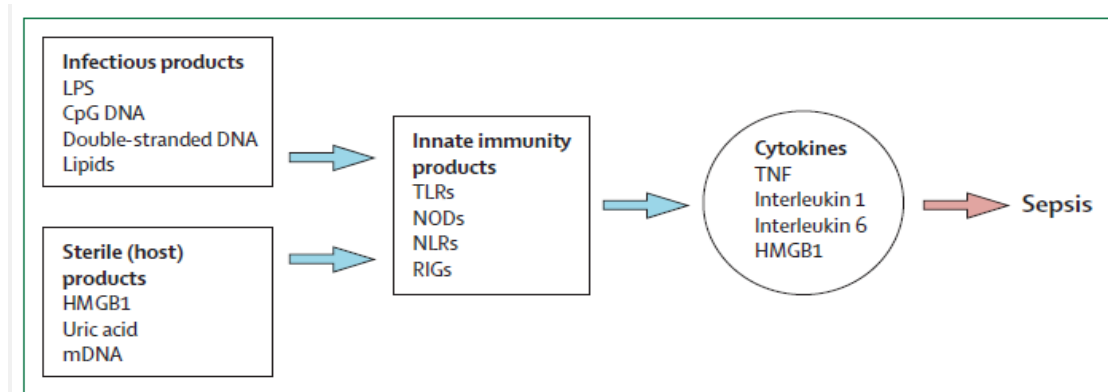 Infectious products
LPS
CpG DNA
Double-stranded DNA
Lipids
Sterile (host)
products
HMGB1
Uric acid
mDNA
Innate immunity
products
TLRs
NODs
NLRs
RIGs
Cytokines
TNF
Interleukin 1
Interleukin 6
HMGB1
Sepsis